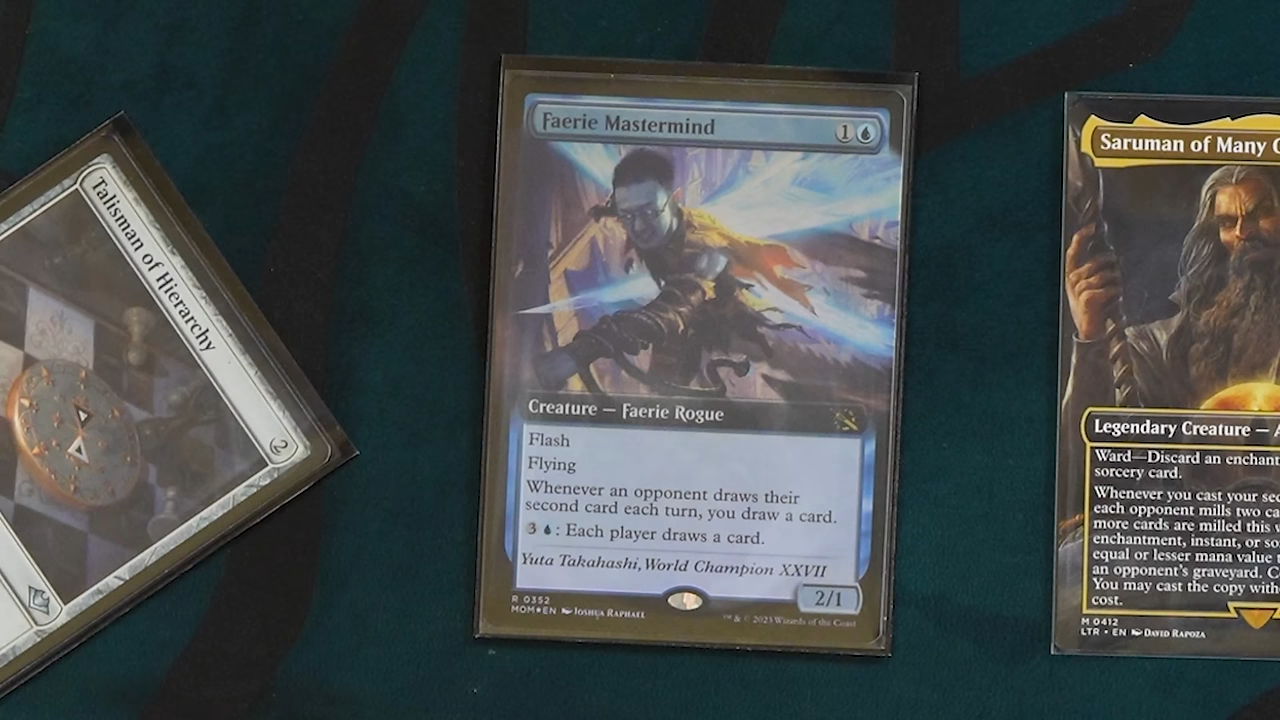 Talisman of Hierarchy
2
Faerie Mastermind
1
Creature — Faerie Rogue
Flash
Flying
Whenever an opponent draws their
second card each turn, you draw a card.
3 : Each player draws a card.
Yuta Takahashi, World Champion XXVII
2/1
R 0352
MOM★EN Joshua Raphael
™ & © 2023 Wizards of the Coast
Saruman of Many
Legendary Creature —
Ward—Discard an enchant
sorcery card.
Whenever you cast your sec
each opponent mills two ca
more cards are milled this
enchantment, instant, or so
equal or lesser mana value
an opponent's graveyard. C
You may cast the copy with
cost.
M 0412
LTR • EN David Rapoza